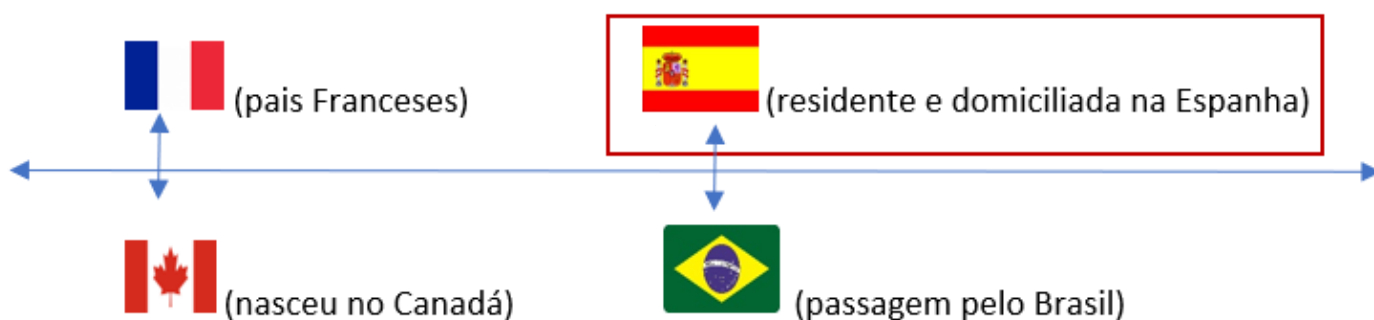 (pais Franceses)
(residente e domiciliada na Espanha)
(nasceu no Canadá)
(passagem pelo Brasil)